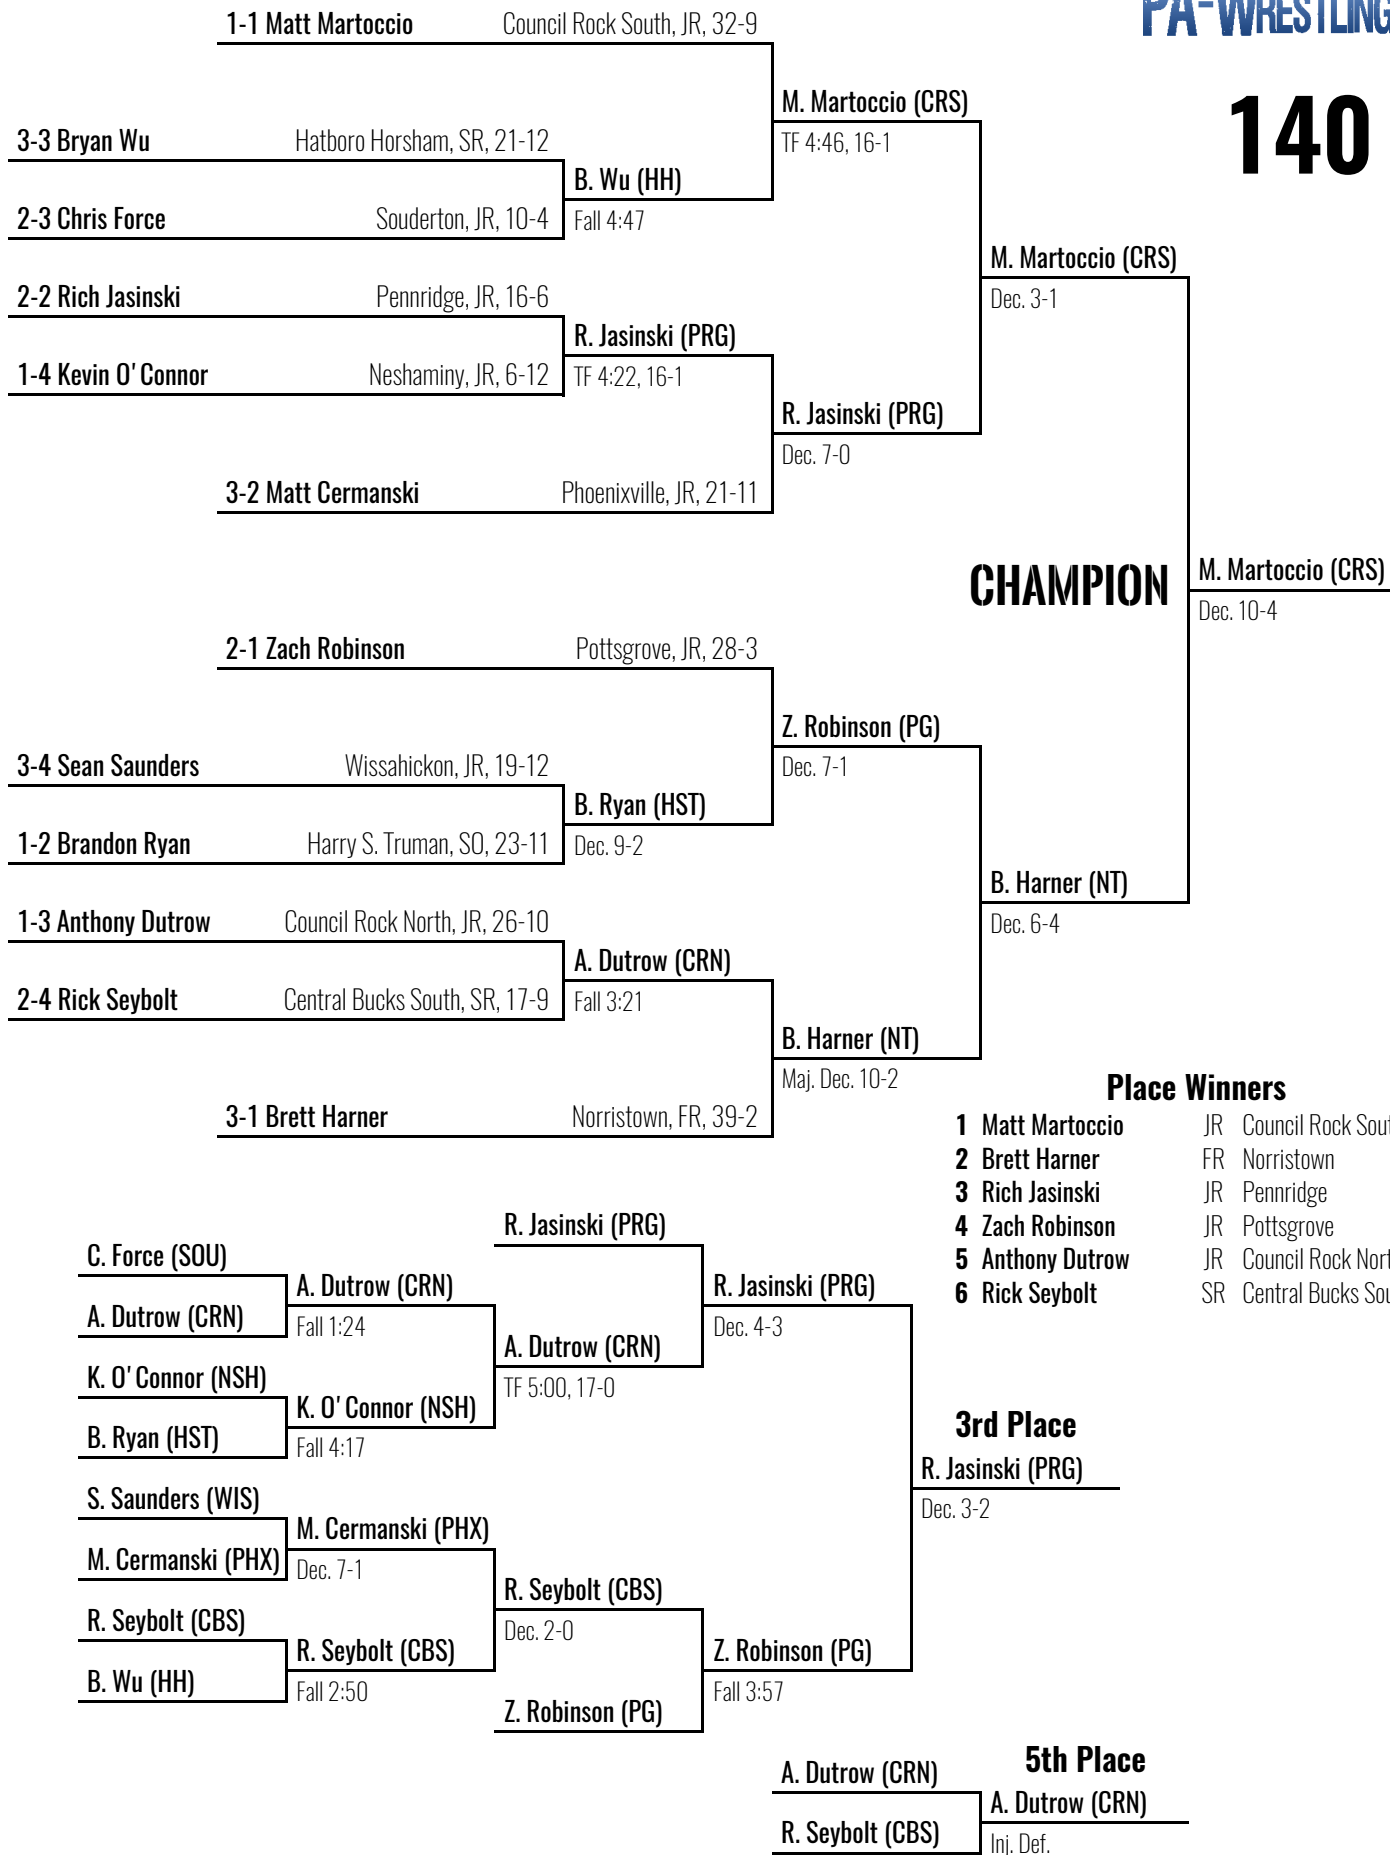 PA-WRESTLING
140
1-1 Matt Martoccio Council Rock South, JR, 32-9
M. Martoccio (CRS)
TF 4:46, 16-1
3-3 Bryan Wu Hatboro Horsham, SR, 21-12
B. Wu (HH)
Fall 4:47
2-3 Chris Force Souderton, JR, 10-4
M. Martoccio (CRS)
Dec. 3-1
2-2 Rich Jasinski Pennridge, JR, 16-6
R. Jasinski (PRG)
TF 4:22, 16-1
1-4 Kevin O'Connor Neshaminy, JR, 6-12
R. Jasinski (PRG)
Dec. 7-0
3-2 Matt Cermanski Phoenixville, JR, 21-11
CHAMPION
M. Martoccio (CRS)
Dec. 10-4
2-1 Zach Robinson Pottsgrove, JR, 28-3
Z. Robinson (PG)
Dec. 7-1
3-4 Sean Saunders Wissahickon, JR, 19-12
B. Ryan (HST)
Dec. 9-2
1-2 Brandon Ryan Harry S. Truman, SO, 23-11
B. Harner (NT)
Dec. 6-4
1-3 Anthony Dutrow Council Rock North, JR, 26-10
A. Dutrow (CRN)
Fall 3:21
2-4 Rick Seybolt Central Bucks South, SR, 17-9
B. Harner (NT)
Maj. Dec. 10-2
3-1 Brett Harner Norristown, FR, 39-2
Place Winners
1 Matt Martoccio JR Council Rock Sout
2 Brett Harner FR Norristown
3 Rich Jasinski JR Pennridge
4 Zach Robinson JR Pottsgrove
5 Anthony Dutrow JR Council Rock Nort
6 Rick Seybolt SR Central Bucks Sou
R. Jasinski (PRG)
C. Force (SOU)
A. Dutrow (CRN)
Fall 1:24
A. Dutrow (CRN)
R. Jasinski (PRG)
Dec. 4-3
A. Dutrow (CRN)
TF 5:00, 17-0
K. O'Connor (NSH)
K. O'Connor (NSH)
Fall 4:17
B. Ryan (HST)
3rd Place
R. Jasinski (PRG)
Dec. 3-2
S. Saunders (WIS)
M. Cermanski (PHX)
Dec. 7-1
M. Cermanski (PHX)
R. Seybolt (CBS)
Dec. 2-0
R. Seybolt (CBS)
R. Seybolt (CBS)
Fall 2:50
B. Wu (HH)
Z. Robinson (PG)
Fall 3:57
Z. Robinson (PG)
5th Place
A. Dutrow (CRN)
A. Dutrow (CRN)
Inj. Def.
R. Seybolt (CBS)